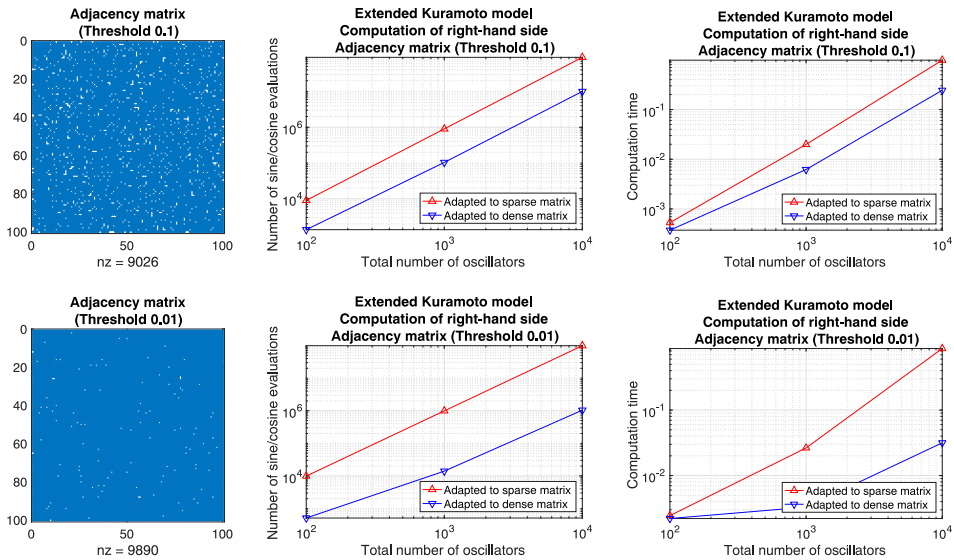 Adjacency matrix
(Threshold 0.1)
0
20
40
60
80
100
0 50 100
nz = 9026
Extended Kuramoto model
Computation of right-hand side
Adjacency matrix (Threshold 0.1)
Number of sine/cosine evaluations
10^6
10^4
Adapted to sparse matrix
Adapted to dense matrix
10^2 10^3 10^4
Total number of oscillators
Extended Kuramoto model
Computation of right-hand side
Adjacency matrix (Threshold 0.1)
Computation time
10^-1
10^-2
10^-3
Adapted to sparse matrix
Adapted to dense matrix
10^2 10^3 10^4
Total number of oscillators
Adjacency matrix
(Threshold 0.01)
0
20
40
60
80
100
0 50 100
nz = 9890
Extended Kuramoto model
Computation of right-hand side
Adjacency matrix (Threshold 0.01)
Number of sine/cosine evaluations
10^6
10^4
Adapted to sparse matrix
Adapted to dense matrix
10^2 10^3 10^4
Total number of oscillators
Extended Kuramoto model
Computation of right-hand side
Adjacency matrix (Threshold 0.01)
Computation time
10^-1
10^-2
Adapted to sparse matrix
Adapted to dense matrix
10^2 10^3 10^4
Total number of oscillators